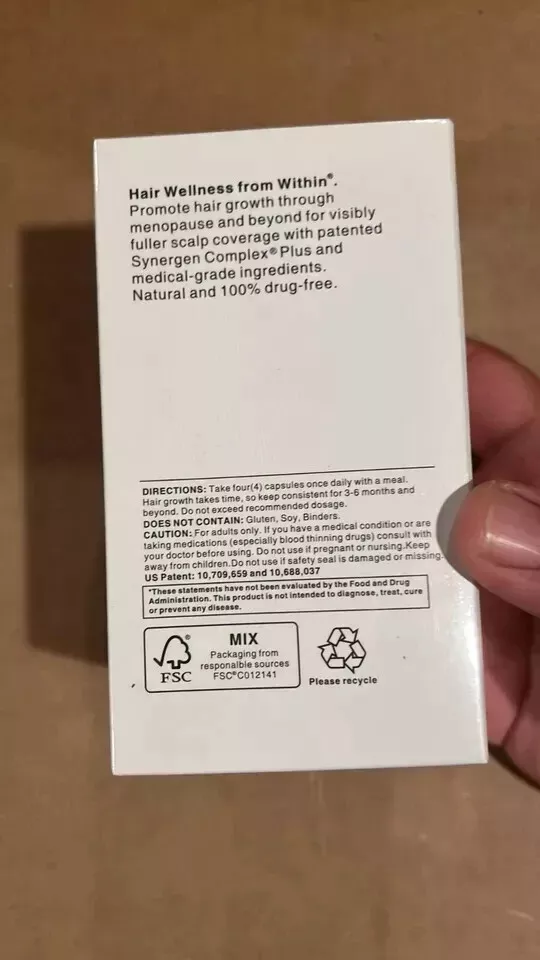 Hair Wellness from Within®.
Promote hair growth through
menopause and beyond for visibly
fuller scalp coverage with patented
Synergen Complex® Plus and
medical-grade ingredients.
Natural and 100% drug-free.
DIRECTIONS: Take four(4) capsules once daily with a meal.
Hair growth takes time, so keep consistent for 3-6 months and
beyond. Do not exceed recommended dosage.
DOES NOT CONTAIN: Gluten, Soy, Binders.
CAUTION: For adults only. If you have a medical condition or are
taking medications (especially blood thinning drugs) consult with
your doctor before using. Do not use if pregnant or nursing.Keep
away from children.Do not use if safety seal is damaged or missing.
US Patent: 10,709,659 and 10,688,037
*These statements have not been evaluated by the Food and Drug
Administration. This product is not intended to diagnose, treat, cure
or prevent any disease.
FSC®
MIX
Packaging from
responalble sources
FSC®C012141
Please recycle